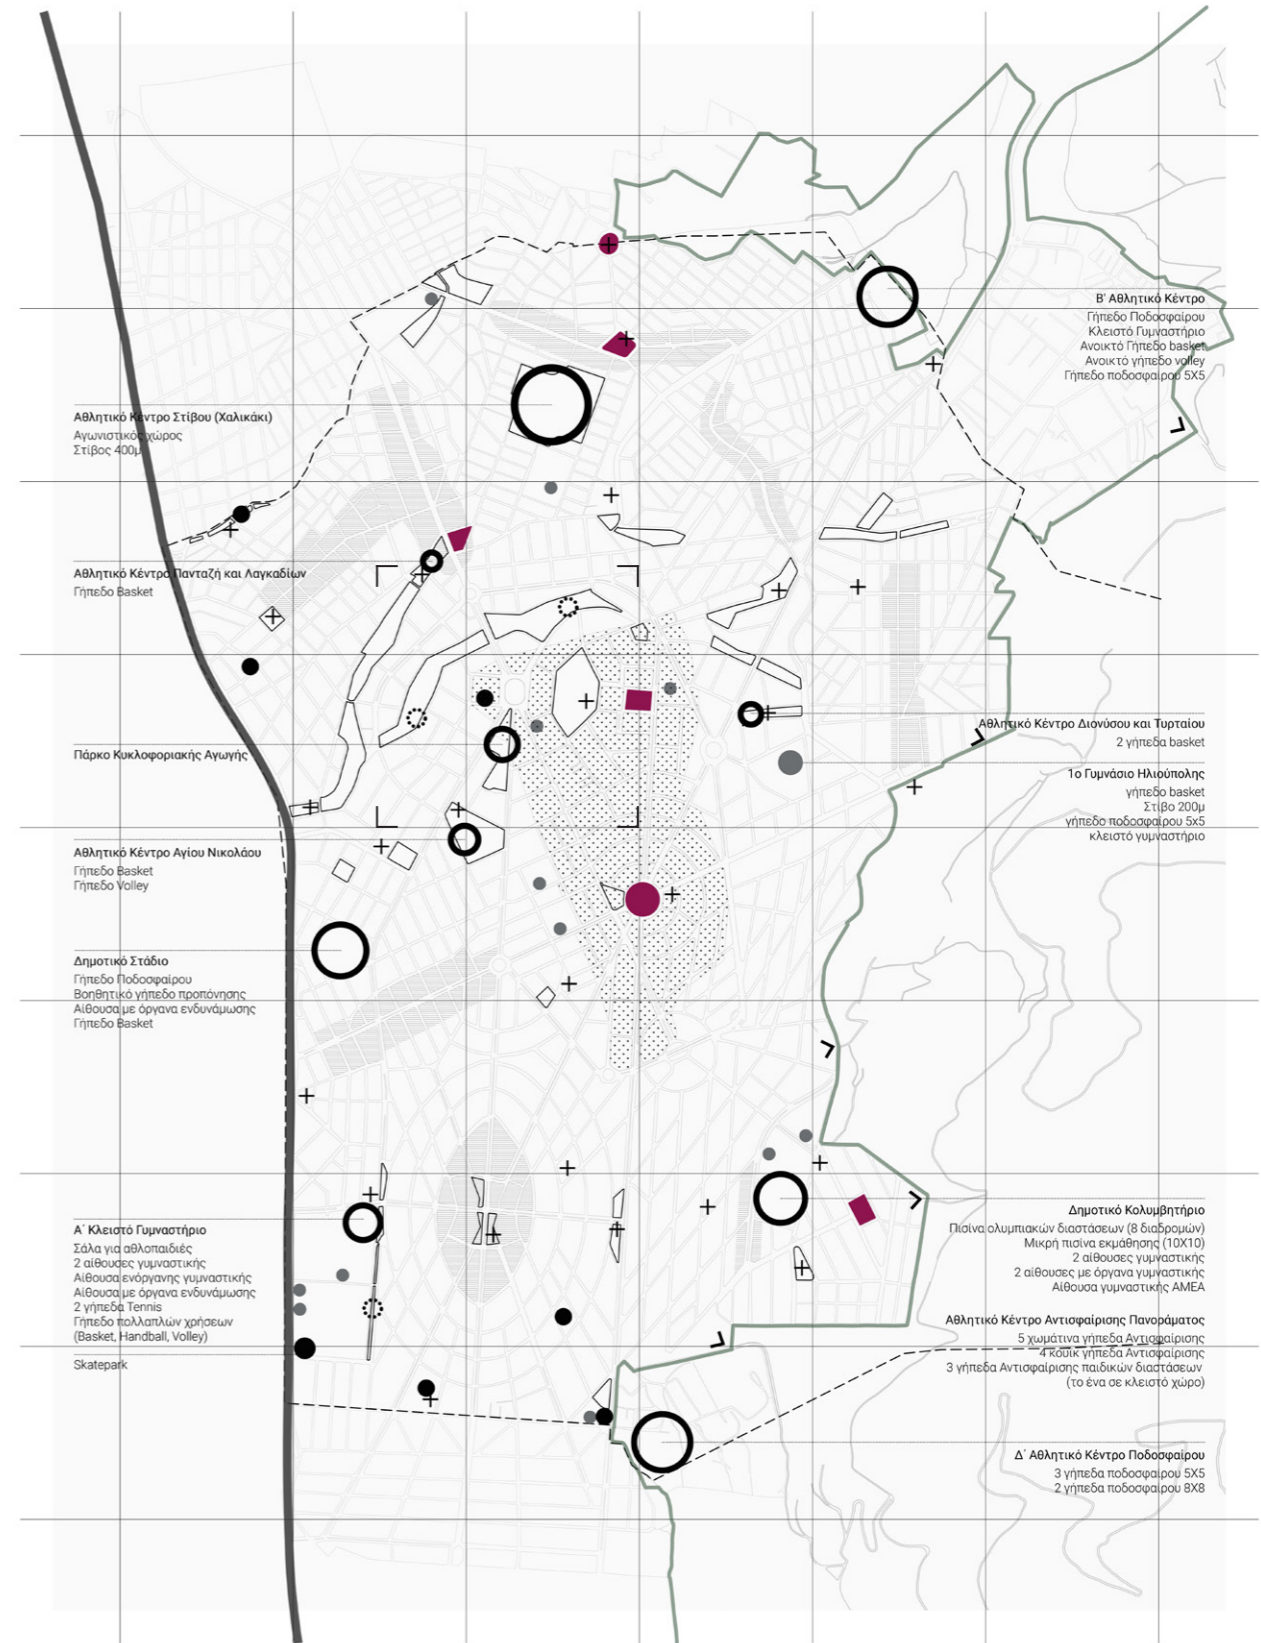 Β' Αθλητικό Κέντρο
Γήπεδο Ποδοσφαίρου
Κλειστό Γυμναστήριο
Ανοικτό Γήπεδο basket
Ανοικτό γήπεδο volley
Γήπεδο ποδοσφαίρου 5X5
Αθλητικό Κέντρο Στίβου (Χαλικάκι)
Αγωνιστικός χώρος
Στίβος 400μ
Αθλητικό Κέντρο Πανταζή και Λαγκαδίων
Γήπεδο Basket
Αθλητικό Κέντρο Διονύσου και Τυρταίου
2 γήπεδα basket
Πάρκο Κυκλοφοριακής Αγωγής
1ο Γυμνάσιο Ηλιούπολης
γήπεδο basket
Στίβο 200μ
γήπεδο ποδοσφαίρου 5x5
κλειστό γυμναστήριο
Αθλητικό Κέντρο Αγίου Νικολάου
Γήπεδο Basket
Γήπεδο Volley
Δημοτικό Στάδιο
Γήπεδο Ποδοσφαίρου
Βοηθητικό γήπεδο προπόνησης
Αίθουσα με όργανα ενδυνάμωσης
Γήπεδο Basket
Δημοτικό Κολυμβητήριο
Πισίνα ολυμπιακών διαστάσεων (8 διαδρομών)
Μικρή πισίνα εκμάθησης (10X10)
2 αίθουσες γυμναστικής
2 αίθουσες με όργανα γυμναστικής
Αίθουσα γυμναστικής ΑΜΕΑ
Α' Κλειστό Γυμναστήριο
Σάλα για αθλοπαιδιές
2 αίθουσες γυμναστικής
Αίθουσα ενόργανης γυμναστικής
Αίθουσα με όργανα ενδυνάμωσης
2 γήπεδα Tennis
Γήπεδο πολλαπλών χρήσεων
(Basket, Handball, Volley)
Skatepark
Αθλητικό Κέντρο Αντισφαίρισης Πανοράματος
5 χωμάτινα γήπεδα Αντισφαίρισης
4 κουίκ γήπεδα Αντισφαίρισης
3 γήπεδα Αντισφαίρισης παιδικών διαστάσεων
(το ένα σε κλειστό χώρο)
Δ' Αθλητικό Κέντρο Ποδοσφαίρου
3 γήπεδα ποδοσφαίρου 5X5
2 γήπεδα ποδοσφαίρου 8X8